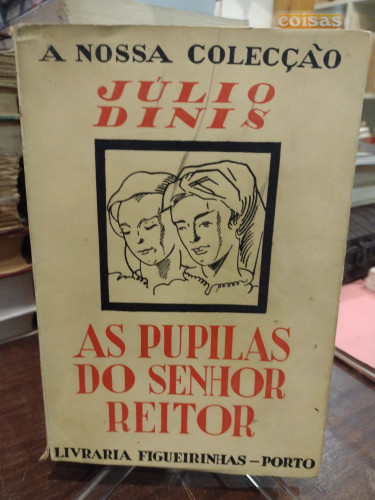 coisas
A NOSSA COLECÇÃO
JÚLIO
DINIS
AS PUPILAS
DO SENHOR
REITOR
LIVRARIA FIGUEIRINHAS – PORTO